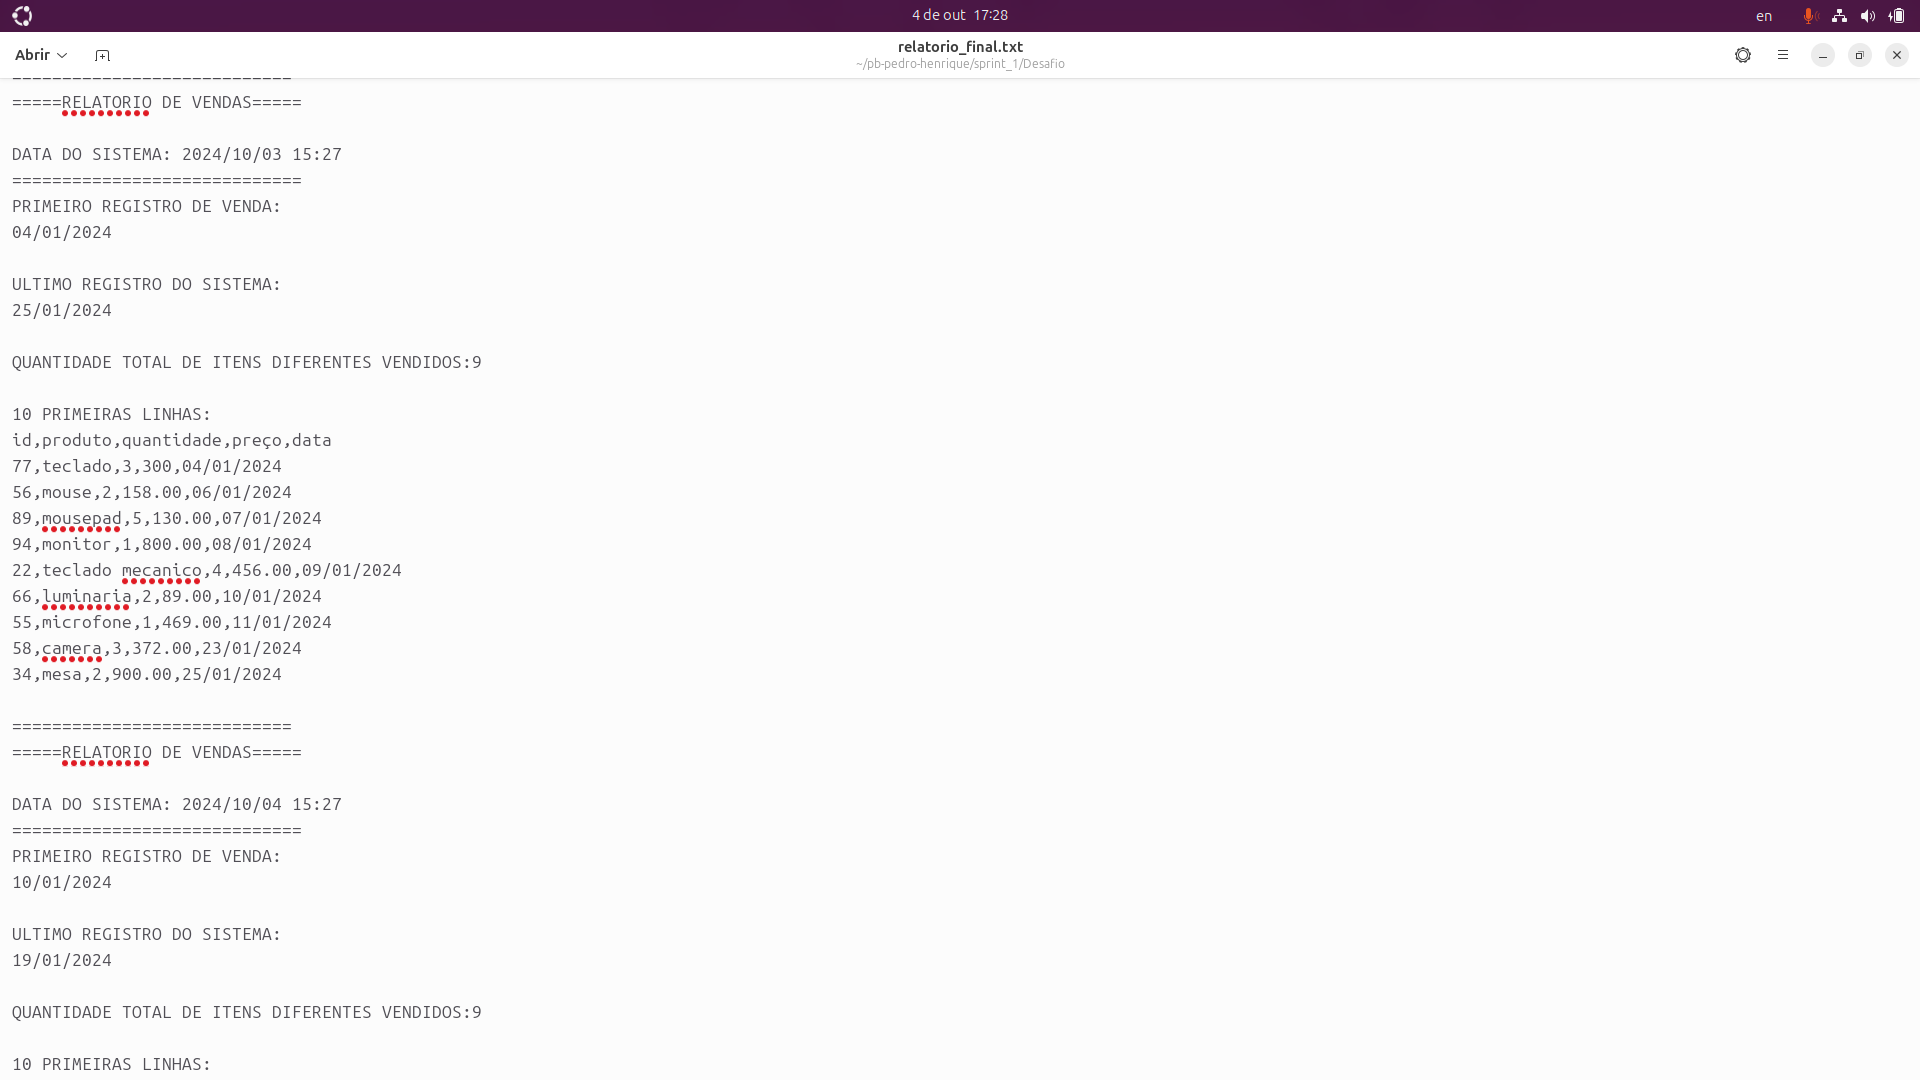 4 de out 17:28
en
Abrir
relatorio_final.txt
~/pb-pedro-henrique/sprint_1/Desafio
============================
=====RELATORIO DE VENDAS=====
DATA DO SISTEMA: 2024/10/03 15:27
=============================
PRIMEIRO REGISTRO DE VENDA:
04/01/2024
ULTIMO REGISTRO DO SISTEMA:
25/01/2024
QUANTIDADE TOTAL DE ITENS DIFERENTES VENDIDOS:9
10 PRIMEIRAS LINHAS:
id,produto,quantidade,preço,data
77,teclado,3,300,04/01/2024
56,mouse,2,158.00,06/01/2024
89,mousepad,5,130.00,07/01/2024
94,monitor,1,800.00,08/01/2024
22,teclado mecanico,4,456.00,09/01/2024
66,luminaria,2,89.00,10/01/2024
55,microfone,1,469.00,11/01/2024
58,camera,3,372.00,23/01/2024
34,mesa,2,900.00,25/01/2024
============================
=====RELATORIO DE VENDAS=====
DATA DO SISTEMA: 2024/10/04 15:27
=============================
PRIMEIRO REGISTRO DE VENDA:
10/01/2024
ULTIMO REGISTRO DO SISTEMA:
19/01/2024
QUANTIDADE TOTAL DE ITENS DIFERENTES VENDIDOS:9
10 PRIMEIRAS LINHAS: